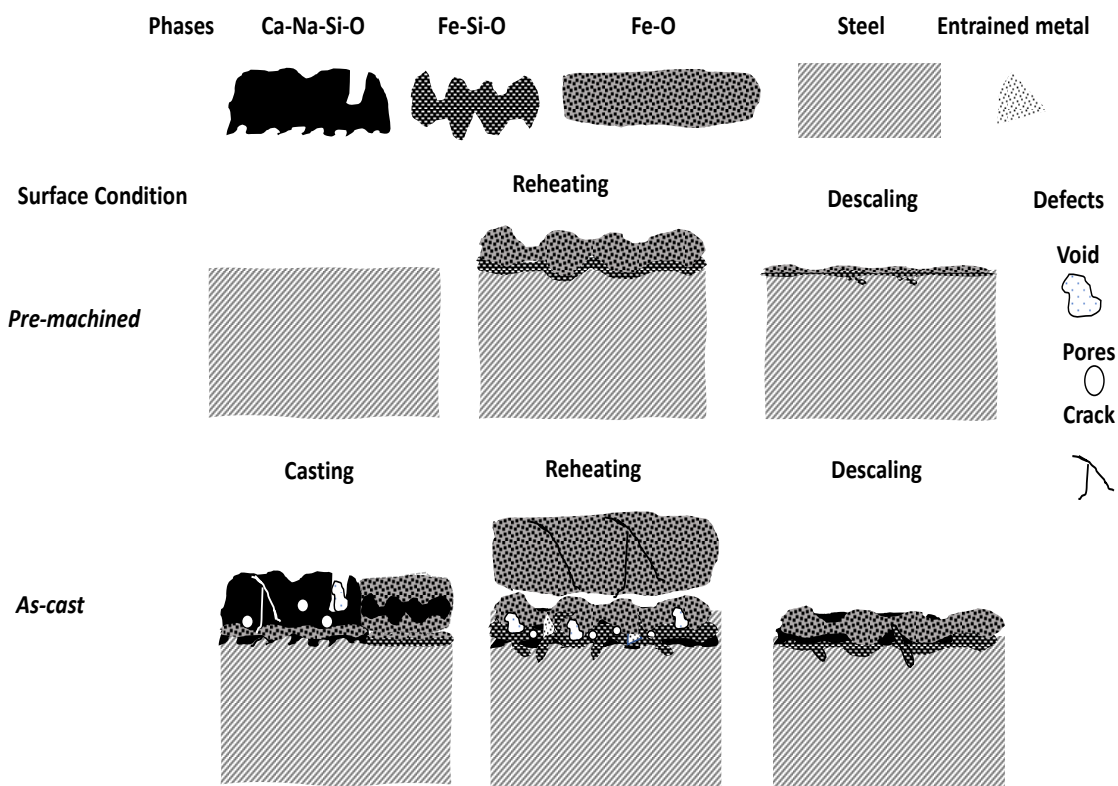 Phases Ca-Na-Si-O Fe-Si-O Fe-O Steel Entrained metal
Surface Condition Reheating Descaling Defects
Void
Pre-machined
Pores
Crack
Casting Reheating Descaling
As-cast